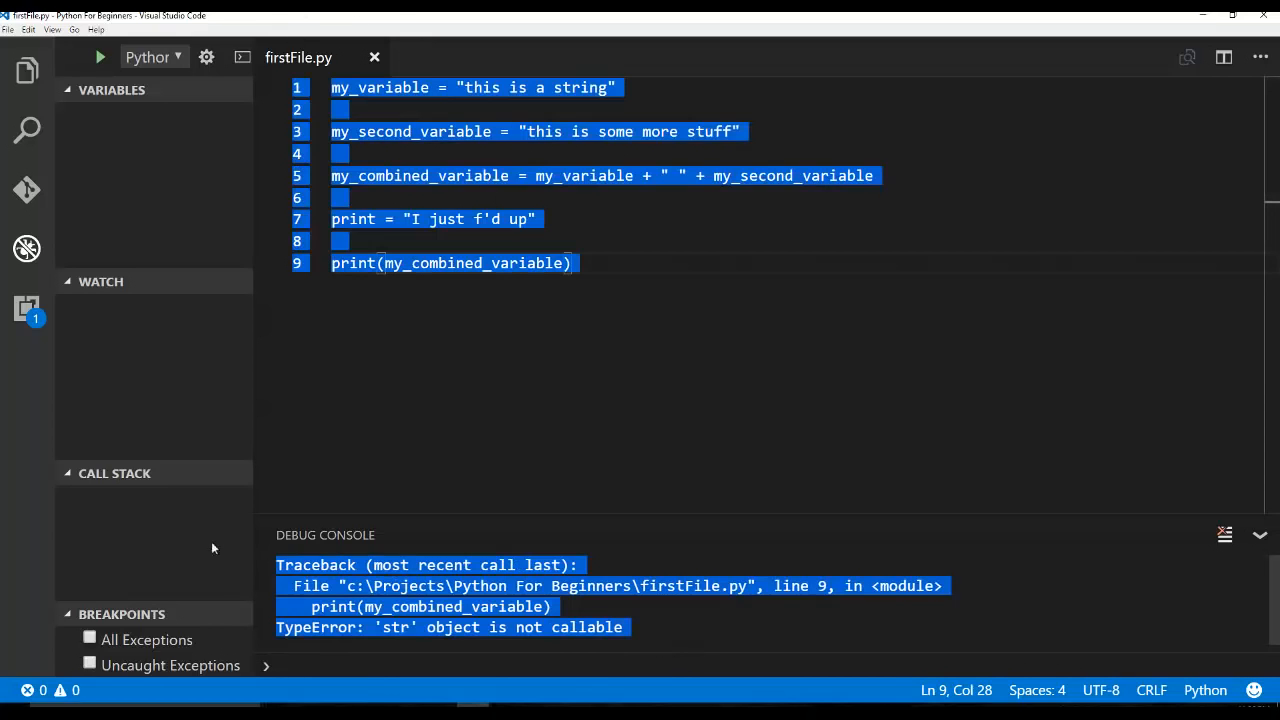 firstFile.py - Python For Beginners - Visual Studio Code
File Edit View Go Help
Python
firstFile.py
VARIABLES
1 my_variable = "this is a string"
2
3 my_second_variable = "this is some more stuff"
4
5 my_combined_variable = my_variable + " " + my_second_variable
6
7 print = "I just f'd up"
8
9 print(my_combined_variable)
WATCH
1
CALL STACK
DEBUG CONSOLE
Traceback (most recent call last):
File "c:\Projects\Python For Beginners\firstFile.py", line 9, in <module>
print(my_combined_variable)
TypeError: 'str' object is not callable
BREAKPOINTS
All Exceptions
Uncaught Exceptions
0 0 Ln 9, Col 28 Spaces: 4 UTF-8 CRLF Python